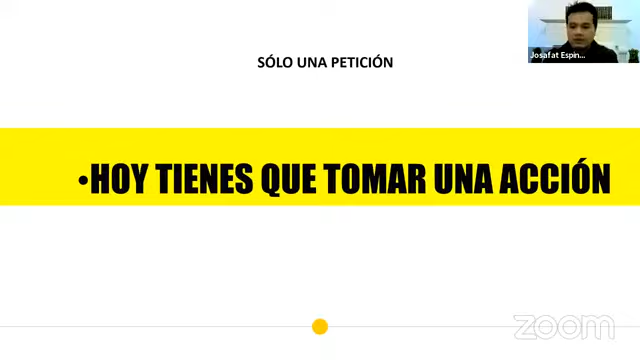 Josafat Espin...
SÓLO UNA PETICIÓN
•HOY TIENES QUE TOMAR UNA ACCIÓN
zoom